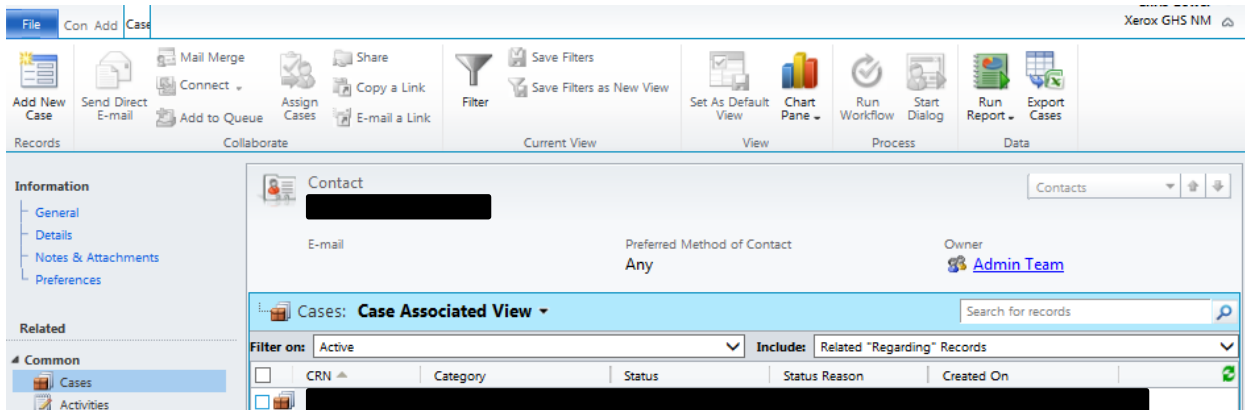 File Con Add Case
Xerox GHS NM
Add New Case
Send Direct E-mail
Mail Merge
Connect
Add to Queue
Assign Cases
Share
Copy a Link
E-mail a Link
Filter
Save Filters
Save Filters as New View
Set As Default View
Chart Pane
Run Workflow
Start Dialog
Run Report
Export Cases
Records Collaborate Current View View Process Data
Information
General
Details
Notes & Attachments
Preferences
Related
Common
Cases
Activities
Contact
Contacts
E-mail Preferred Method of Contact Owner
Any Admin Team
Cases: Case Associated View Search for records
Filter on: Active Include: Related "Regarding" Records
CRN Category Status Status Reason Created On